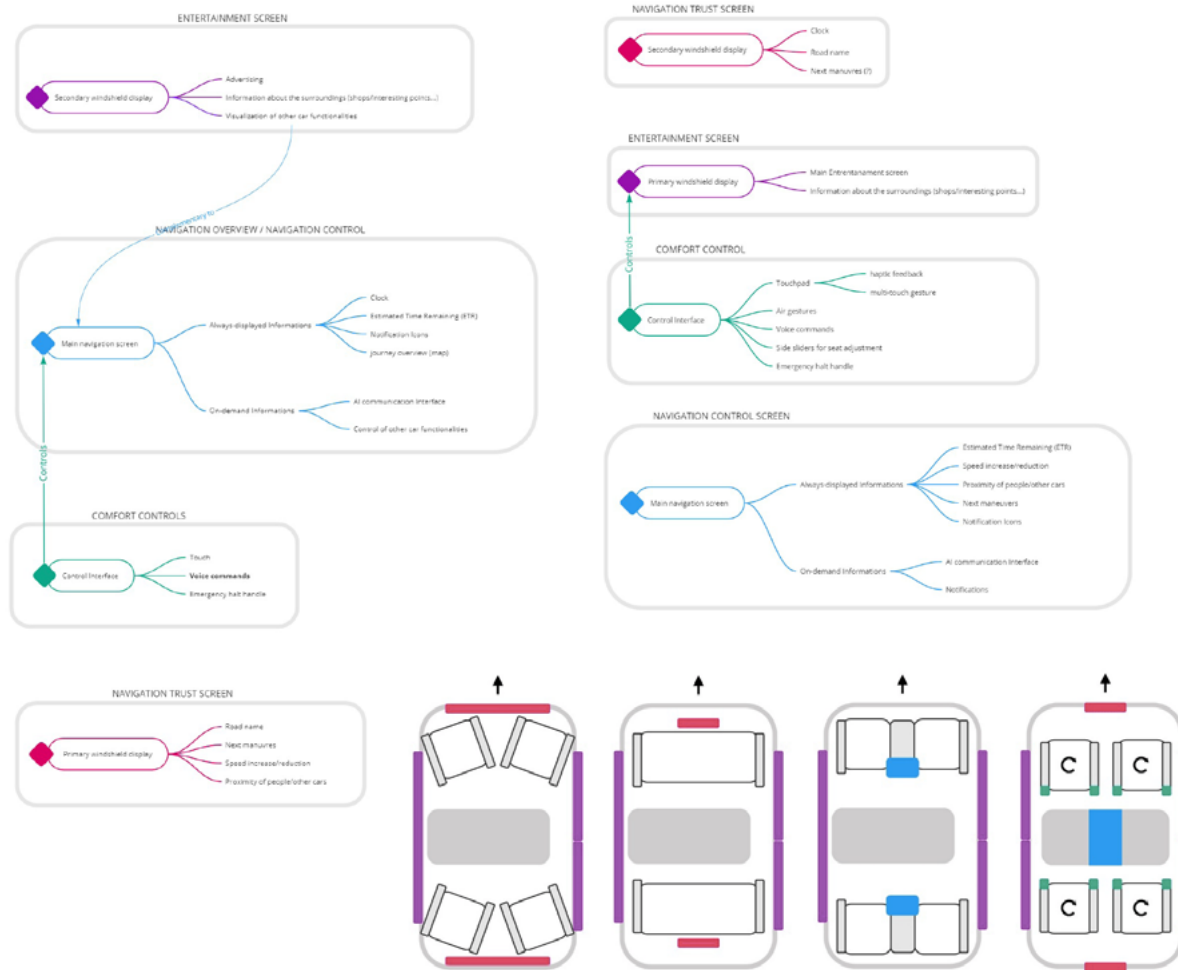 ENTERTAINMENT SCREEN
Secondary windshield display
Advertising
Information about the surroundings (shops/interesting points...)
Visualization of other car functionalities
NAVIGATION OVERVIEW / NAVIGATION CONTROL
Main navigation screen
Always-displayed Informations
Clock
Estimated Time Remaining (ETR)
Notification Icons
journey overview (map)
On-demand Informations
AI communication Interface
Control of other car functionalities
Controls
COMFORT CONTROLS
Control Interface
Touch
Voice commands
Emergency halt handle
NAVIGATION TRUST SCREEN
Primary windshield display
Road name
Next manuvres
Speed increase/reduction
Proximity of people/other cars
NAVIGATION TRUST SCREEN
Secondary windshield display
Clock
Road name
Next manuvres (?)
ENTERTAINMENT SCREEN
Primary windshield display
Main Entrentanament screen
Information about the surroundings (shops/interesting points...)
Controls
COMFORT CONTROL
Control Interface
Touchpad
haptic feedback
multi-touch gesture
Air gestures
Voice commands
Side sliders for seat adjustment
Emergency halt handle
NAVIGATION CONTROL SCREEN
Main navigation screen
Always-displayed Informations
Estimated Time Remaining (ETR)
Speed increase/reduction
Proximity of people/other cars
Next maneuvers
Notification Icons
On-demand Informations
AI communication Interface
Notifications